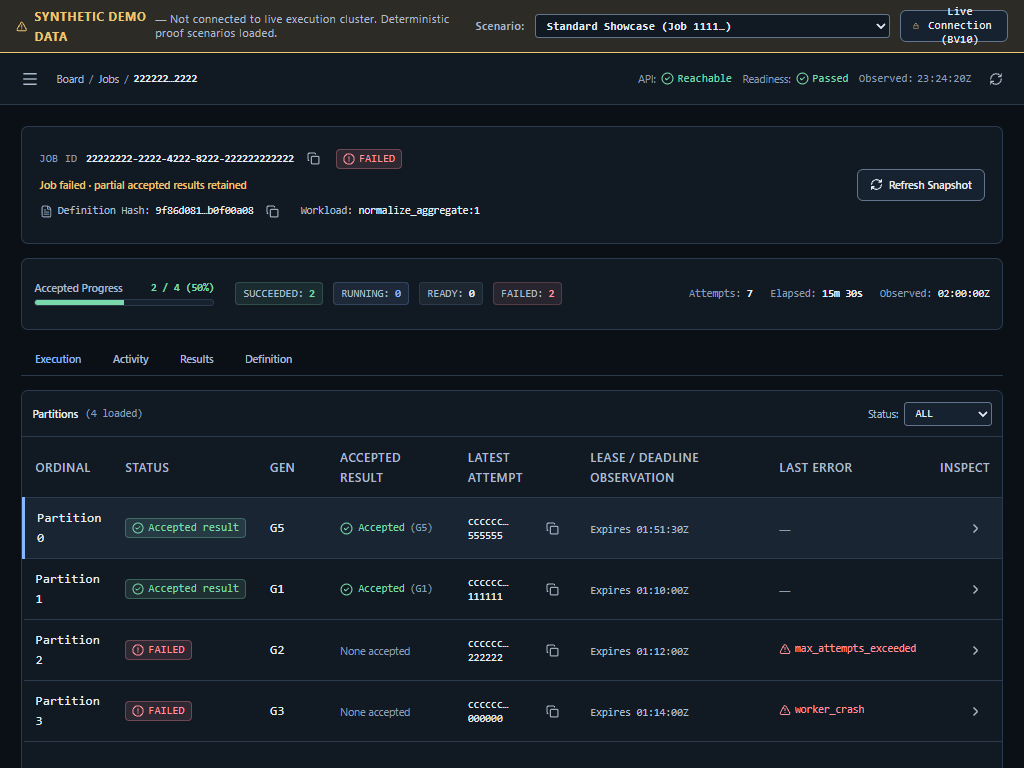 SYNTHETIC DEMO DATA — Not connected to live execution cluster. Deterministic proof scenarios loaded.
Scenario: Standard Showcase (Job 1111…)
Live Connection (BV10)
Board / Jobs / 222222…2222
API: Reachable Readiness: Passed Observed: 23:24:20Z
JOB ID 22222222-2222-4222-8222-222222222222 FAILED
Job failed · partial accepted results retained
Refresh Snapshot
Definition Hash: 9f86d081…b0f00a08 Workload: normalize_aggregate:1
Accepted Progress 2 / 4 (50%)
SUCCEEDED: 2 RUNNING: 0 READY: 0 FAILED: 2
Attempts: 7 Elapsed: 15m 30s Observed: 02:00:00Z
Execution Activity Results Definition
Partitions (4 loaded) Status: ALL
ORDINAL STATUS GEN ACCEPTED RESULT LATEST ATTEMPT LEASE / DEADLINE OBSERVATION LAST ERROR INSPECT
Partition 0 Accepted result G5 Accepted (G5) cccccc…555555 Expires 01:51:30Z —
Partition 1 Accepted result G1 Accepted (G1) cccccc…111111 Expires 01:10:00Z —
Partition 2 FAILED G2 None accepted cccccc…222222 Expires 01:12:00Z max_attempts_exceeded
Partition 3 FAILED G3 None accepted cccccc…000000 Expires 01:14:00Z worker_crash